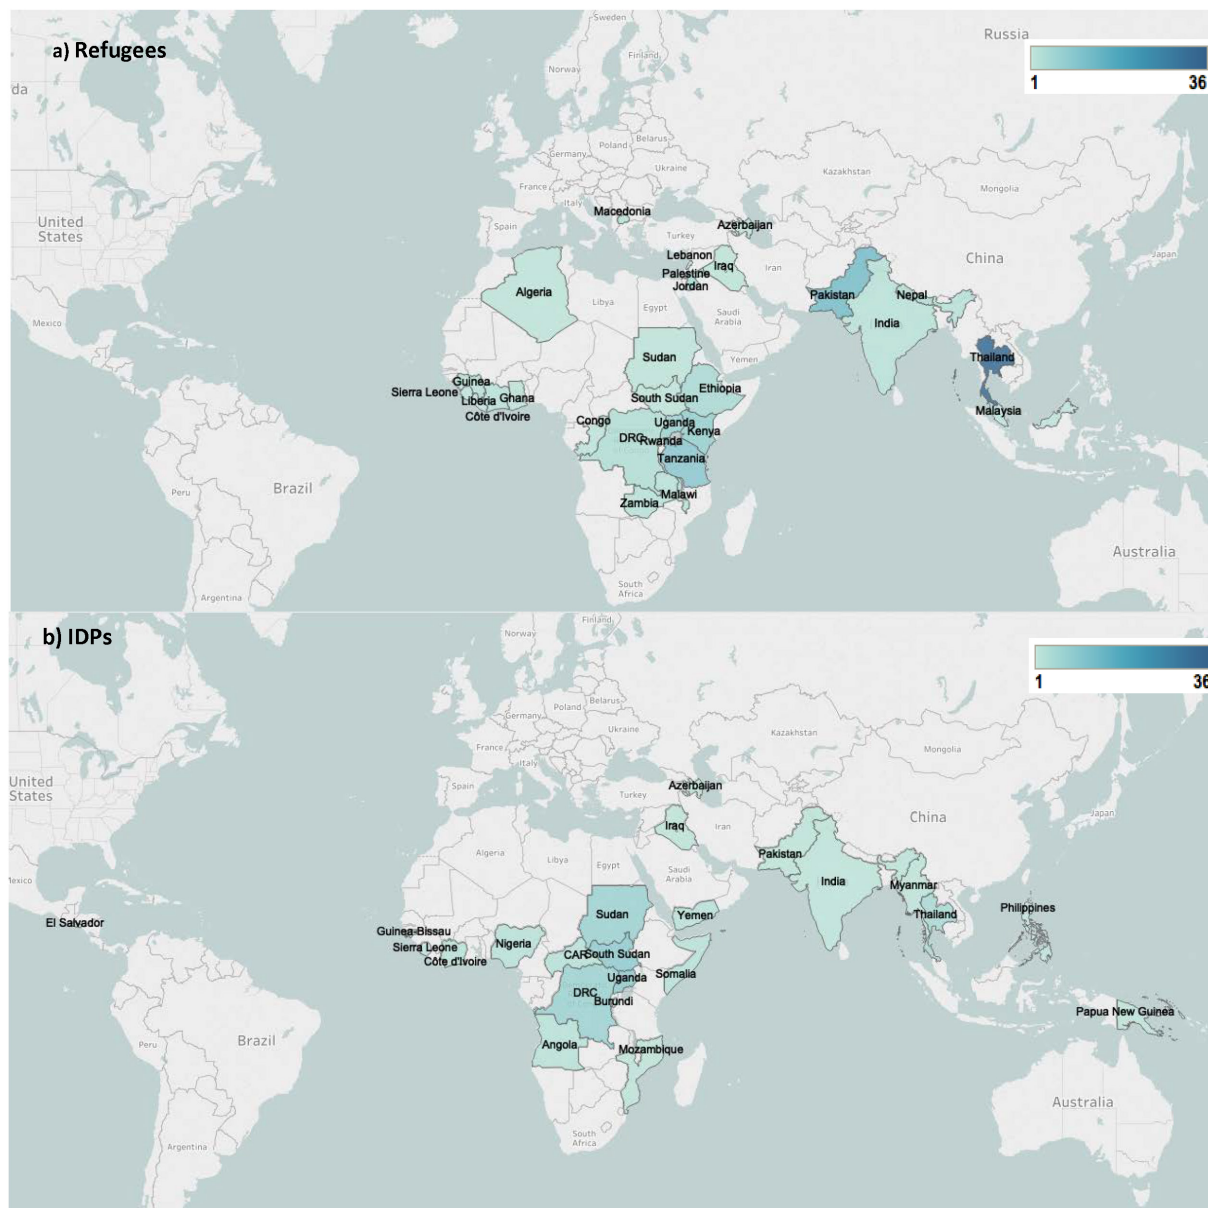 a) Refugees
1 36
Sweden
Russia
Finland
Norway
da
Belarus
Poland
Germany
Ukraine
Kazakhstan
France
Mongolia
Italy
Macedonia
United
States
Spain
Turkey
Azerbaijan
Lebanon
Iraq
Iran
China
Japan
Palestine
Jordan
Algeria
Libya
Egypt
Pakistan
Nepal
Saudi
Arabia
Mexico
India
Sudan
Yemen
Thailand
Guinea
Sierra Leone
Liberia
Ghana
Ethiopia
South Sudan
Côte d'Ivoire
Malaysia
Congo
Uganda
Kenya
DRC
Rwanda
Tanzania
Peru
Brazil
Malawi
Zambia
Australia
South
Africa
Argentina
b) IDPs
1 36
Finland
Norway
Belarus
Poland
Germany
Ukraine
Kazakhstan
France
Mongolia
Italy
United
States
Spain
Turkey
Azerbaijan
Iraq
Iran
China
Japan
Algeria
Libya
Egypt
Pakistan
Saudi
Arabia
Mexico
India
Myanmar
El Salvador
Sudan
Yemen
Thailand
Philippines
Guinea-Bissau
Sierra Leone
Côte d'Ivoire
Nigeria
CAR
South Sudan
Somalia
Uganda
DRC
Burundi
Papua New Guinea
Peru
Brazil
Angola
Mozambique
Australia
South
Africa
Argentina